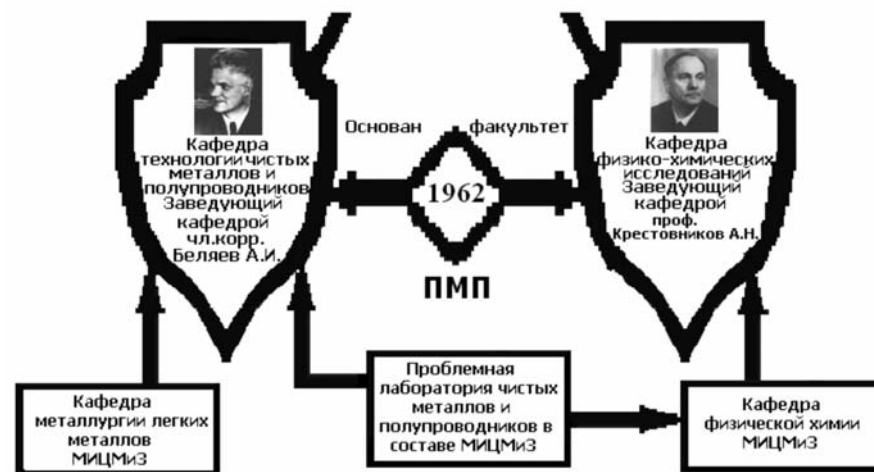 Кафедра
технологии чистых
металлов и
полупроводников
Заведующий
кафедрой
чл.корр.
Беляев А.И.
Основан
факультет
1962
ПМП
Кафедра
физико-химических
исследований
Заведующий
кафедрой
проф.
Крестовников А.Н.
Кафедра
металлургии легких
металлов
МИЦМиЗ
Проблемная
лаборатория чистых
металлов и
полупроводников в
составе МИЦМиЗ
Кафедра
физической химии
МИЦМиЗ